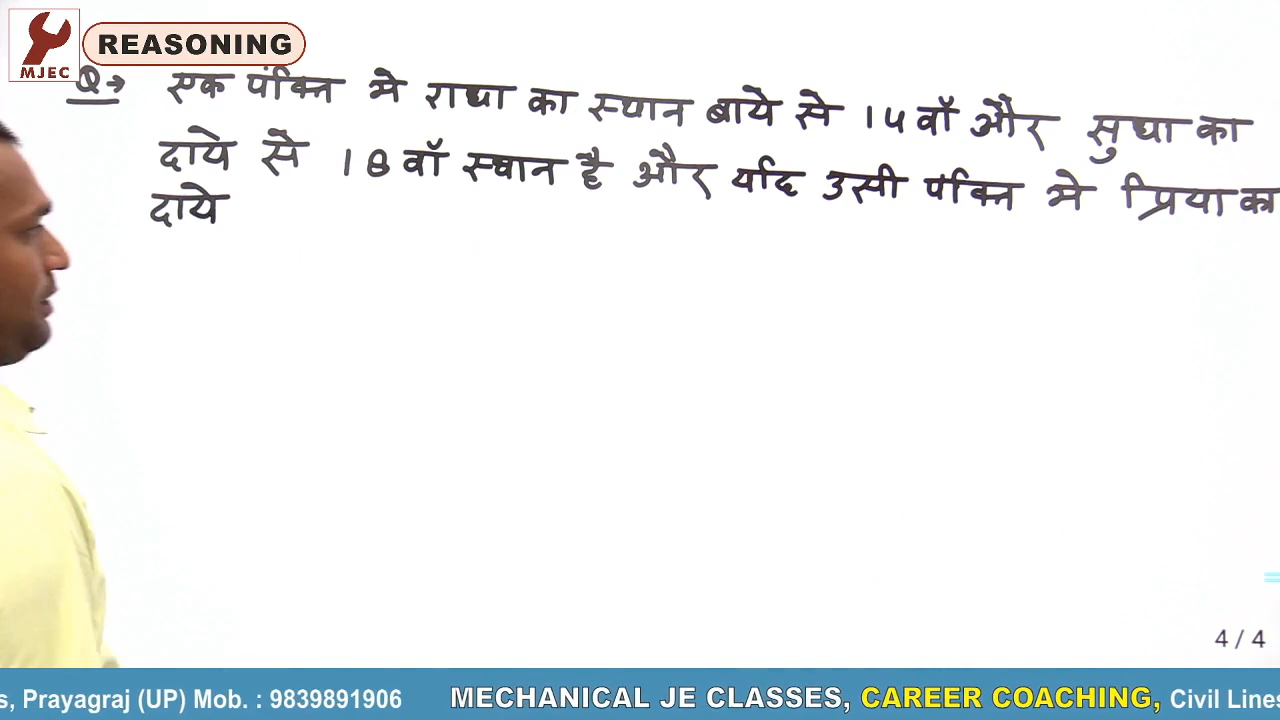 MJEC
REASONING
Q→ एक पंक्ति मे राधा का स्थान बाये से 14 वाँ और सुधा का
दाये से 18 वाँ स्थान है और यदि उसी पंक्ति मे प्रिया का
दाये
4 / 4
s, Prayagraj (UP) Mob. : 9839891906 MECHANICAL JE CLASSES, CAREER COACHING, Civil Lines